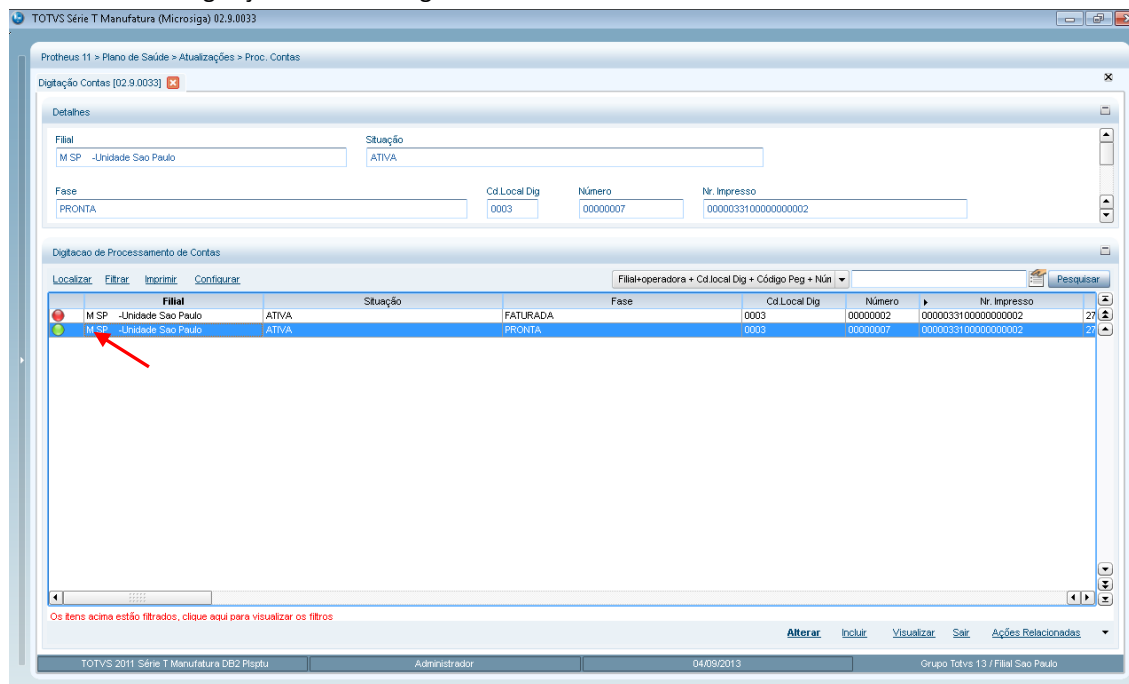 TOTVS Série T Manufatura (Microsiga) 02.9.0033
Protheus 11 > Plano de Saúde > Atualizações > Proc. Contas
Digitação Contas [02.9.0033]
Detalhes
Filial Situação
M SP -Unidade Sao Paulo ATIVA
Fase Cd.Local Dig Número Nr. Impresso
PRONTA 0003 00000007 0000033100000000002
Digitacao de Processamento de Contas
Localizar Filtrar Imprimir Configurar Filial+operadora + Cd.local Dig + Código Peg + Nún Pesquisar
Filial Situação Fase Cd.Local Dig Número Nr. Impresso
M SP -Unidade Sao Paulo ATIVA FATURADA 0003 00000002 0000033100000000002 27
M SP -Unidade Sao Paulo ATIVA PRONTA 0003 00000007 0000033100000000002 27
Os itens acima estão filtrados, clique aqui para visualizar os filtros
Alterar Incluir Visualizar Sair Ações Relacionadas
TOTVS 2011 Série T Manufatura DB2 Plsptu Administrador 04/09/2013 Grupo Totvs 13 / Filial Sao Paulo